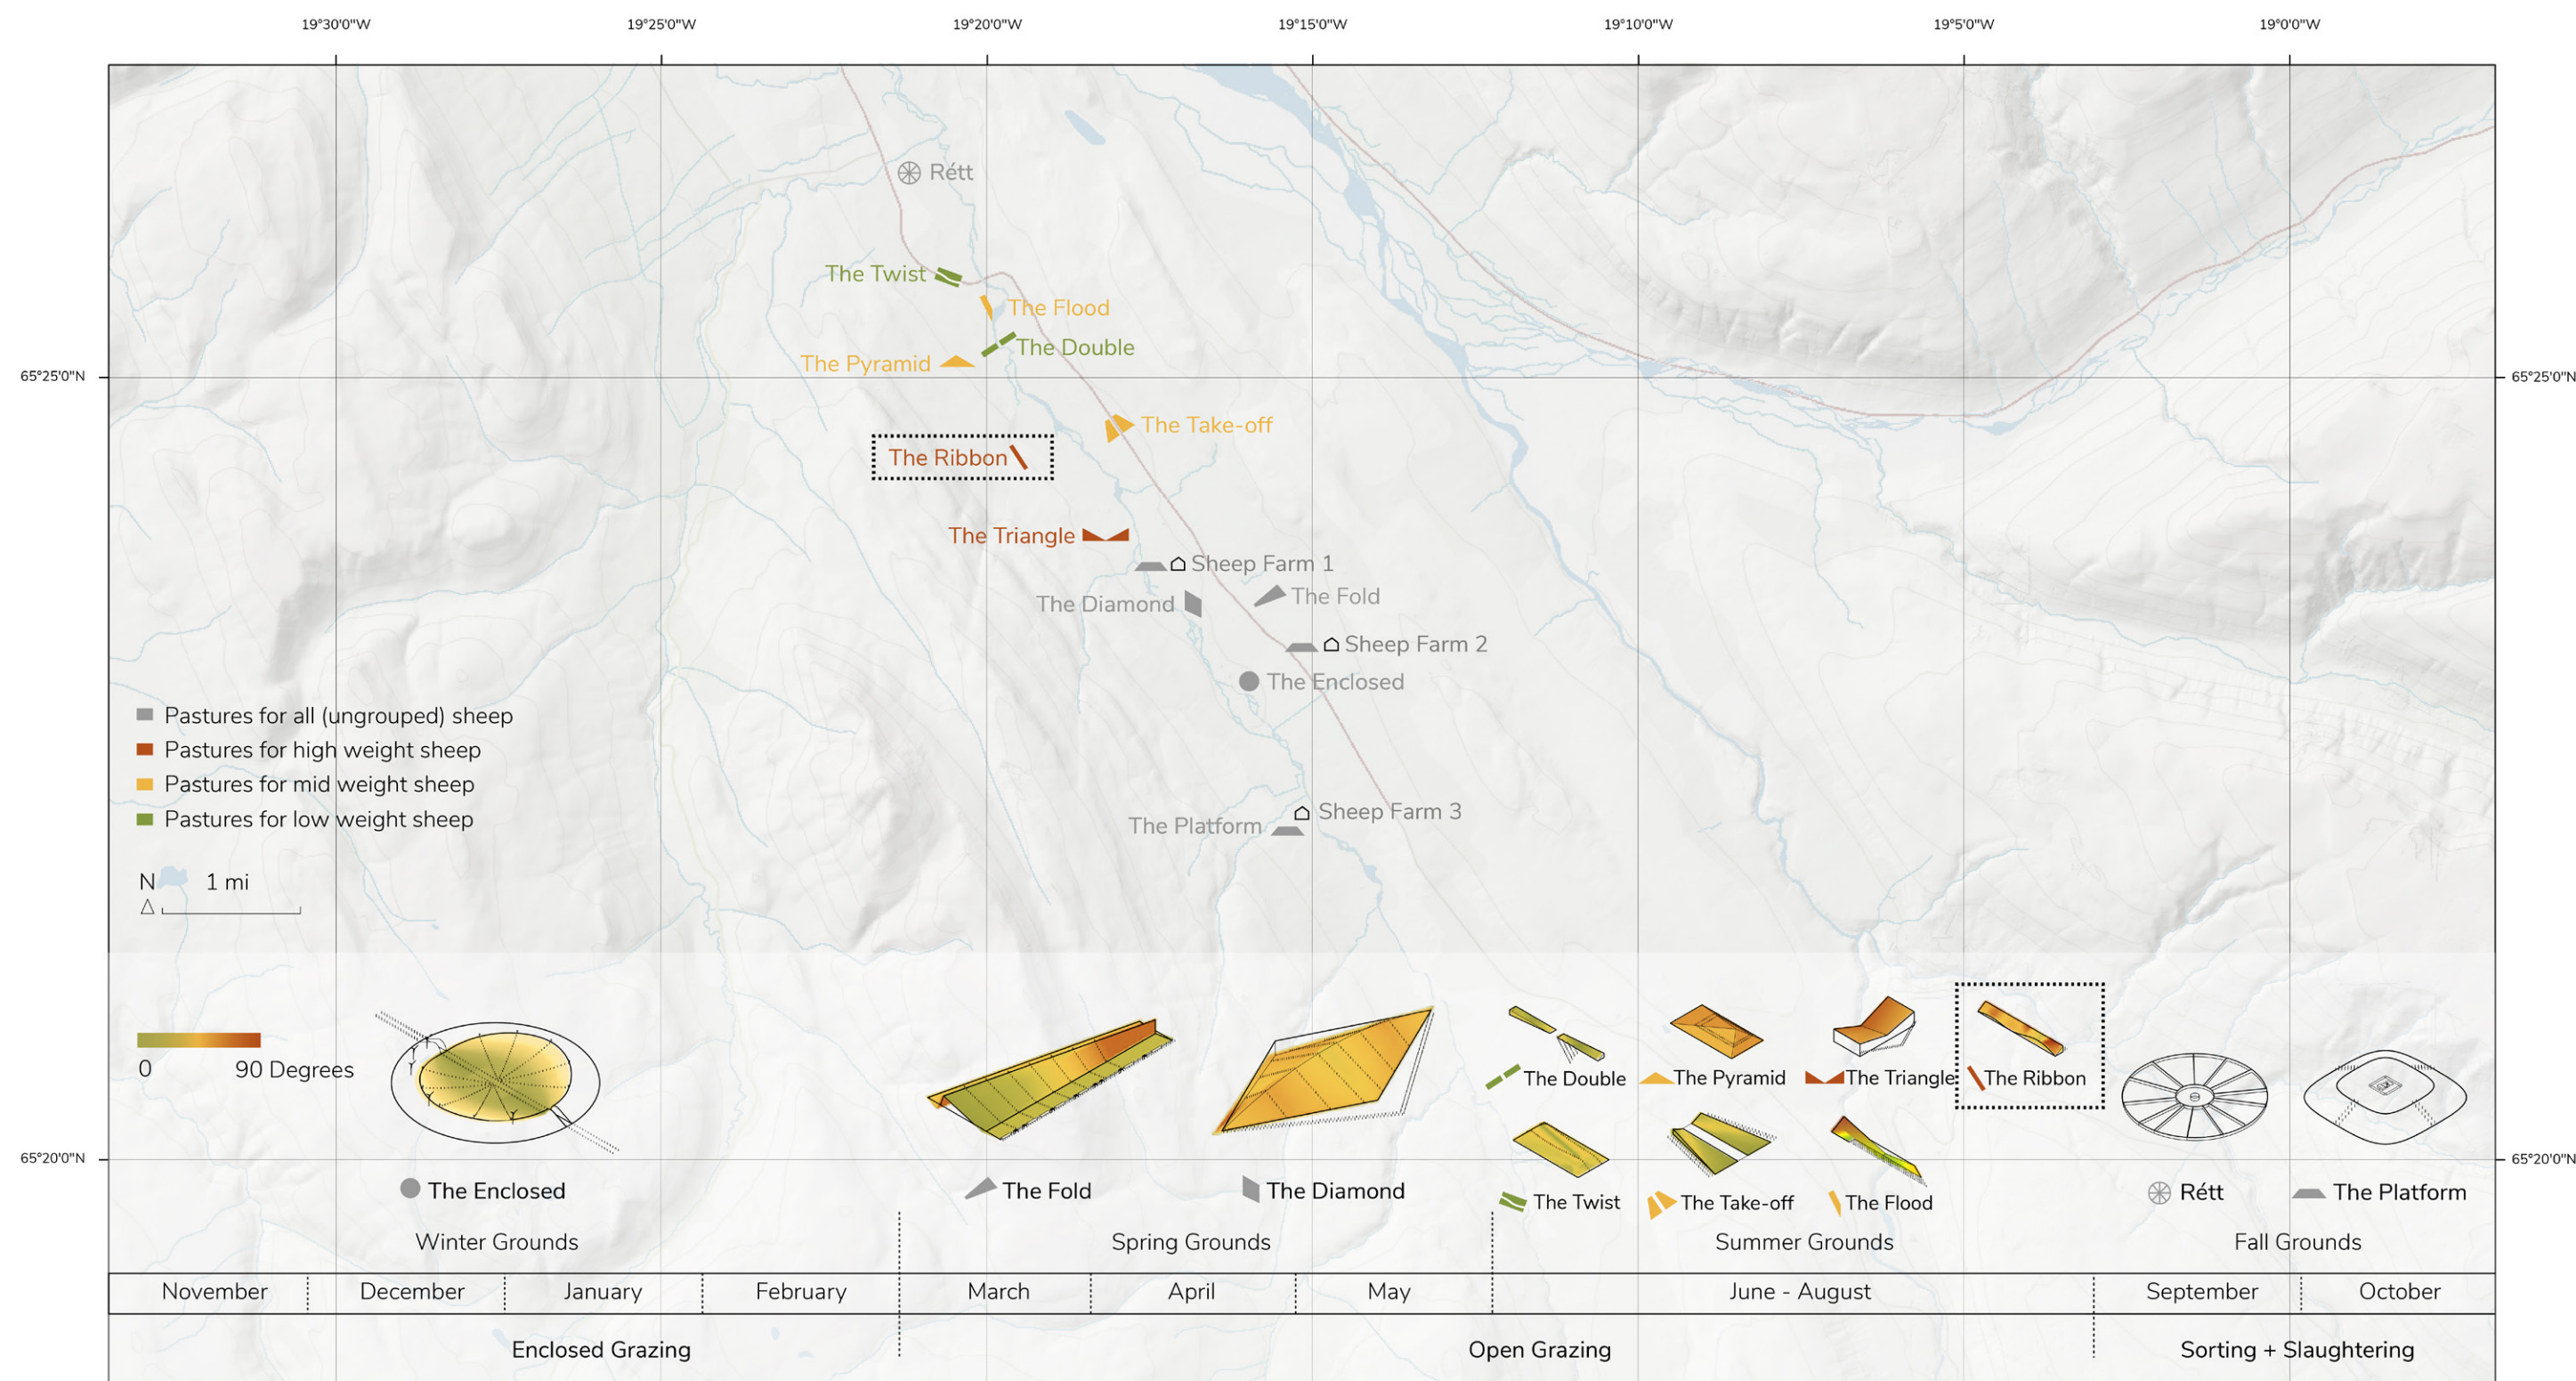 19°30'0"W 19°25'0"W 19°20'0"W 19°15'0"W 19°10'0"W 19°5'0"W 19°0'0"W
Rétt
The Twist
The Flood
The Double
The Pyramid
65°25'0"N 65°25'0"N
The Take-off
The Ribbon
The Triangle
Sheep Farm 1
The Fold
The Diamond
Sheep Farm 2
The Enclosed
Sheep Farm 3
The Platform
Pastures for all (ungrouped) sheep
Pastures for high weight sheep
Pastures for mid weight sheep
Pastures for low weight sheep
N 1 mi
0 90 Degrees
The Double The Pyramid The Triangle The Ribbon
65°20'0"N 65°20'0"N
The Enclosed The Fold The Diamond The Twist The Take-off The Flood Rétt The Platform
Winter Grounds Spring Grounds Summer Grounds Fall Grounds
November December January February March April May June - August September October
Enclosed Grazing Open Grazing Sorting + Slaughtering